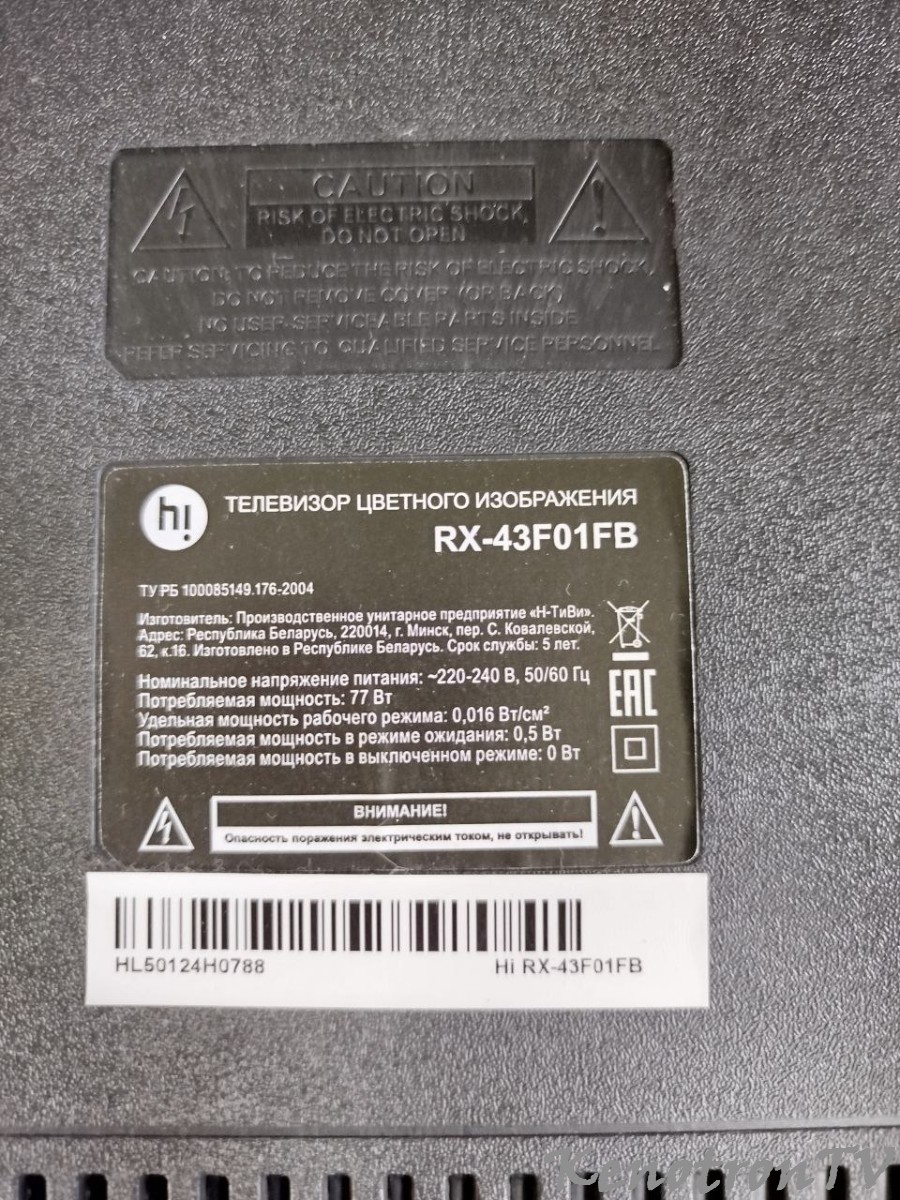 CAUTION
RISK OF ELECTRIC SHOCK,
DO NOT OPEN
CAUTION: TO REDUCE THE RISK OF ELECTRIC SHOCK,
DO NOT REMOVE COVER (OR BACK)
NO USER-SERVICEABLE PARTS INSIDE
REFER SERVICING TO QUALIFIED SERVICE PERSONNEL
hi
ТЕЛЕВИЗОР ЦВЕТНОГО ИЗОБРАЖЕНИЯ
RX-43F01FB
ТУ РБ 100085149.176-2004
Изготовитель: Производственное унитарное предприятие «Н-ТиВи».
Адрес: Республика Беларусь, 220014, г. Минск, пер. С. Ковалевской,
62, к.16. Изготовлено в Республике Беларусь. Срок службы: 5 лет.
Номинальное напряжение питания: ~220-240 В, 50/60 Гц
Потребляемая мощность: 77 Вт
Удельная мощность рабочего режима: 0,016 Вт/см²
Потребляемая мощность в режиме ожидания: 0,5 Вт
Потребляемая мощность в выключенном режиме: 0 Вт
EAC
ВНИМАНИЕ!
Опасность поражения электрическим током, не открывать!
HL50124H0788 Hi RX-43F01FB
KenotronTV